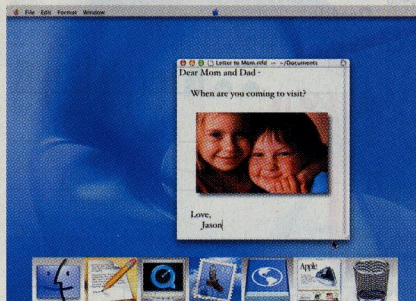 File Edit Format Window
Letter to Mom.rtfd — ~/Documents
Dear Mom and Dad -
When are you coming to visit?
Love,
Jason
Apple